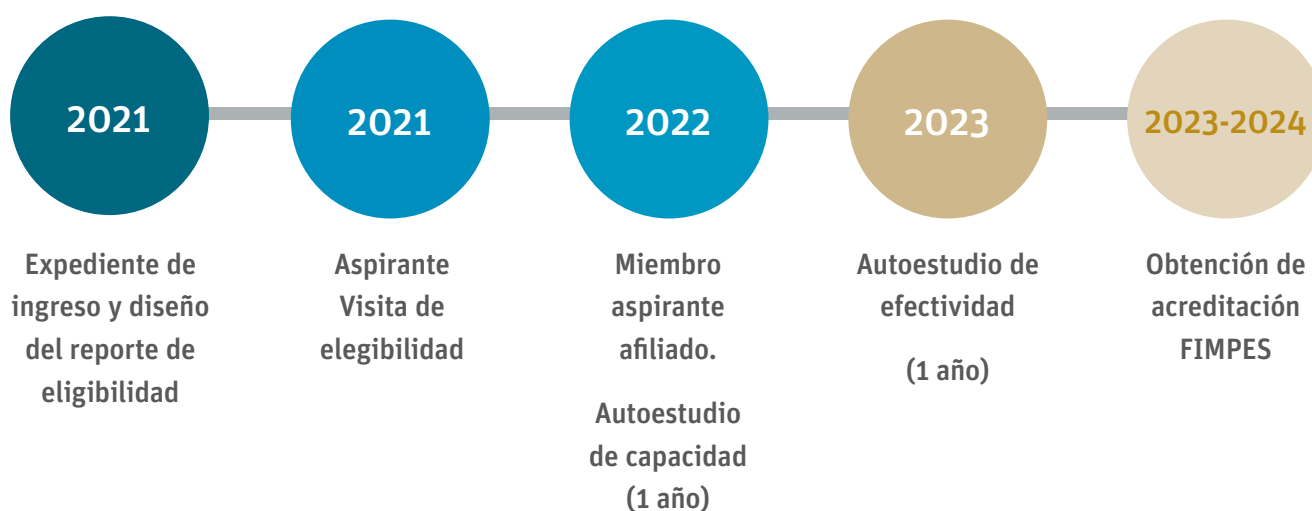 2021
Expediente de
ingreso y diseño
del reporte de
eligibilidad
2021
Aspirante
Visita de
elegibilidad
2022
Miembro
aspirante
afiliado.
Autoestudio
de capacidad
(1 año)
2023
Autoestudio de
efectividad
(1 año)
2023-2024
Obtención de
acreditación
FIMPES